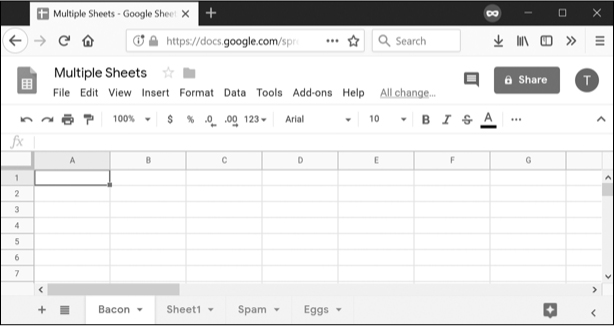 Multiple Sheets - Google Sheet
https://docs.google.com/spr
Search
Multiple Sheets
File Edit View Insert Format Data Tools Add-ons Help All change...
Share
T
100% $ % .0 .00 123 Arial 10 B I S A
fx
A B C D E F G
1
2
3
4
5
6
7
Bacon Sheet1 Spam Eggs